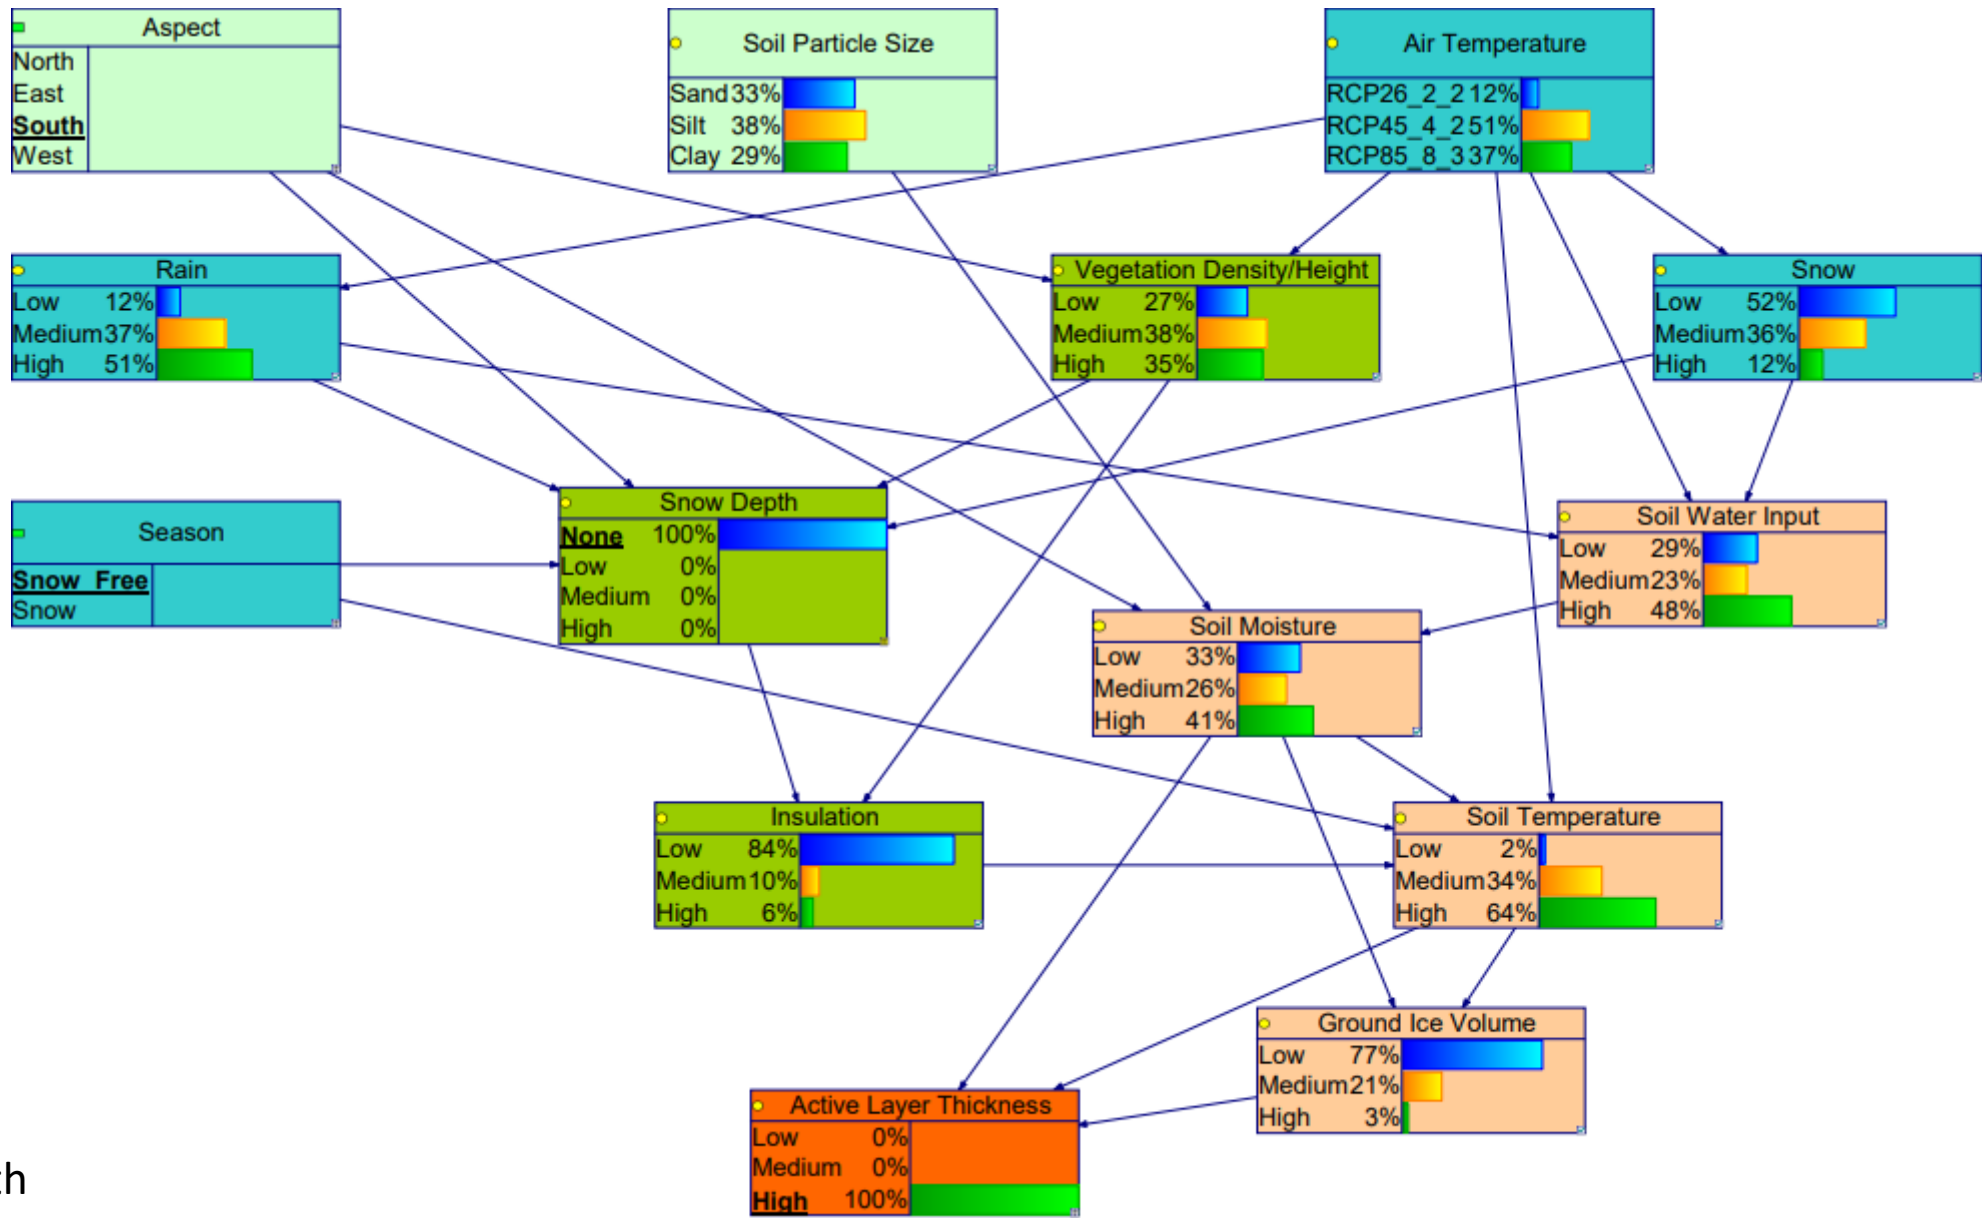 Aspect
North
East
South
West
Soil Particle Size
Sand 33%
Silt 38%
Clay 29%
Air Temperature
RCP26_2_2 12%
RCP45_4_2 51%
RCP85_8_3 37%
Rain
Low 12%
Medium 37%
High 51%
Vegetation Density/Height
Low 27%
Medium 38%
High 35%
Snow
Low 52%
Medium 36%
High 12%
Season
Snow_Free
Snow
Snow Depth
None 100%
Low 0%
Medium 0%
High 0%
Soil Water Input
Low 29%
Medium 23%
High 48%
Soil Moisture
Low 33%
Medium 26%
High 41%
Insulation
Low 84%
Medium 10%
High 6%
Soil Temperature
Low 2%
Medium 34%
High 64%
Ground Ice Volume
Low 77%
Medium 21%
High 3%
Active Layer Thickness
Low 0%
Medium 0%
High 100%